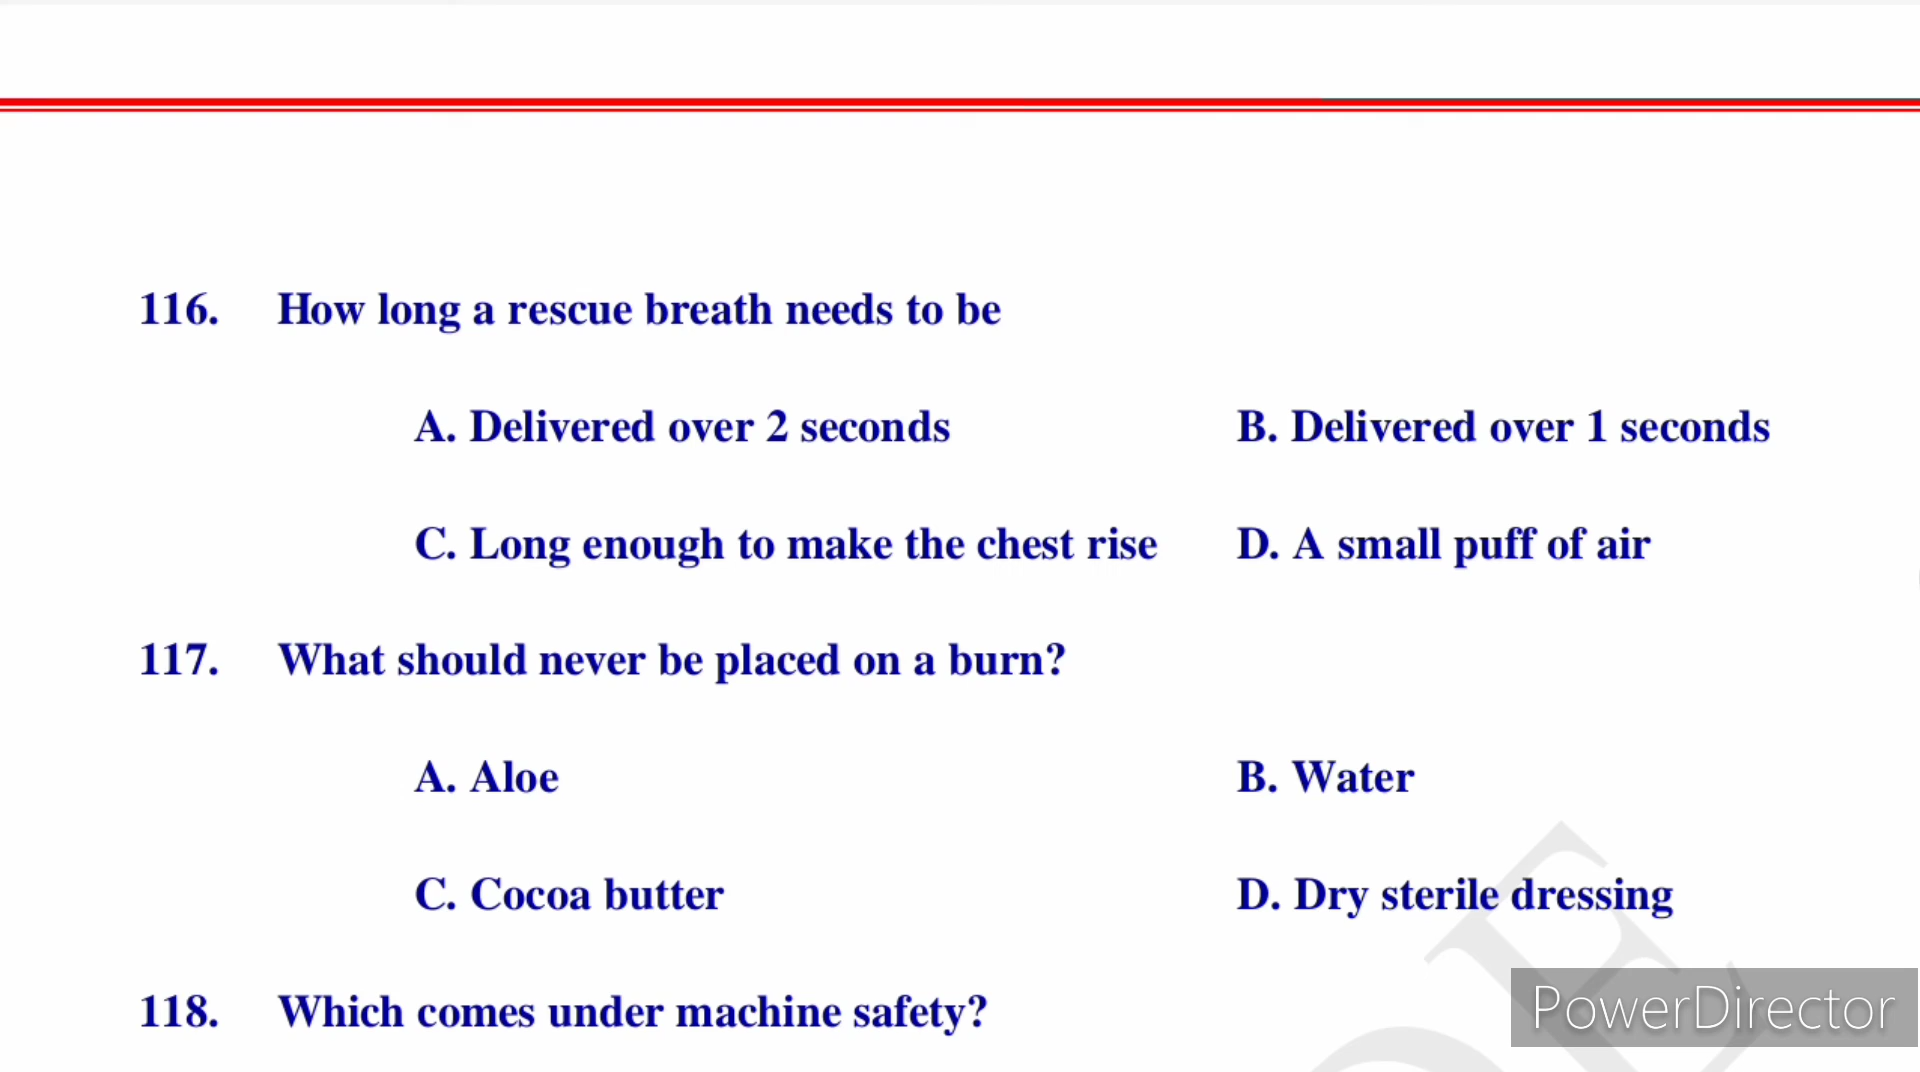 116. How long a rescue breath needs to be
A. Delivered over 2 seconds B. Delivered over 1 seconds
C. Long enough to make the chest rise D. A small puff of air
117. What should never be placed on a burn?
A. Aloe B. Water
C. Cocoa butter D. Dry sterile dressing
118. Which comes under machine safety?
PowerDirector